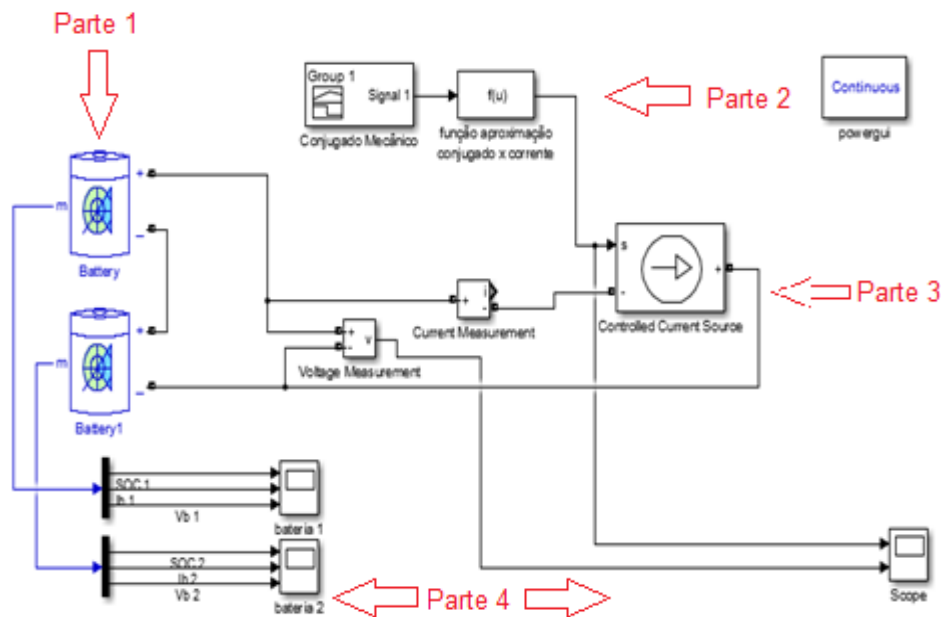 Parte 1
Group 1
Signal 1
Conjugado Mecânico
f(u)
função aproximação
conjugado x corrente
Parte 2
Continuous
powergui
m
+
–
Battery
m
+
–
Battery1
+
-
v
Voltage Measurement
+
i
-
Current Measurement
s
-
+
Controlled Current Source
Parte 3
SOC 1
Ib 1
Vb 1
bateria 1
SOC 2
Ib 2
Vb 2
bateria 2
Parte 4
Scope